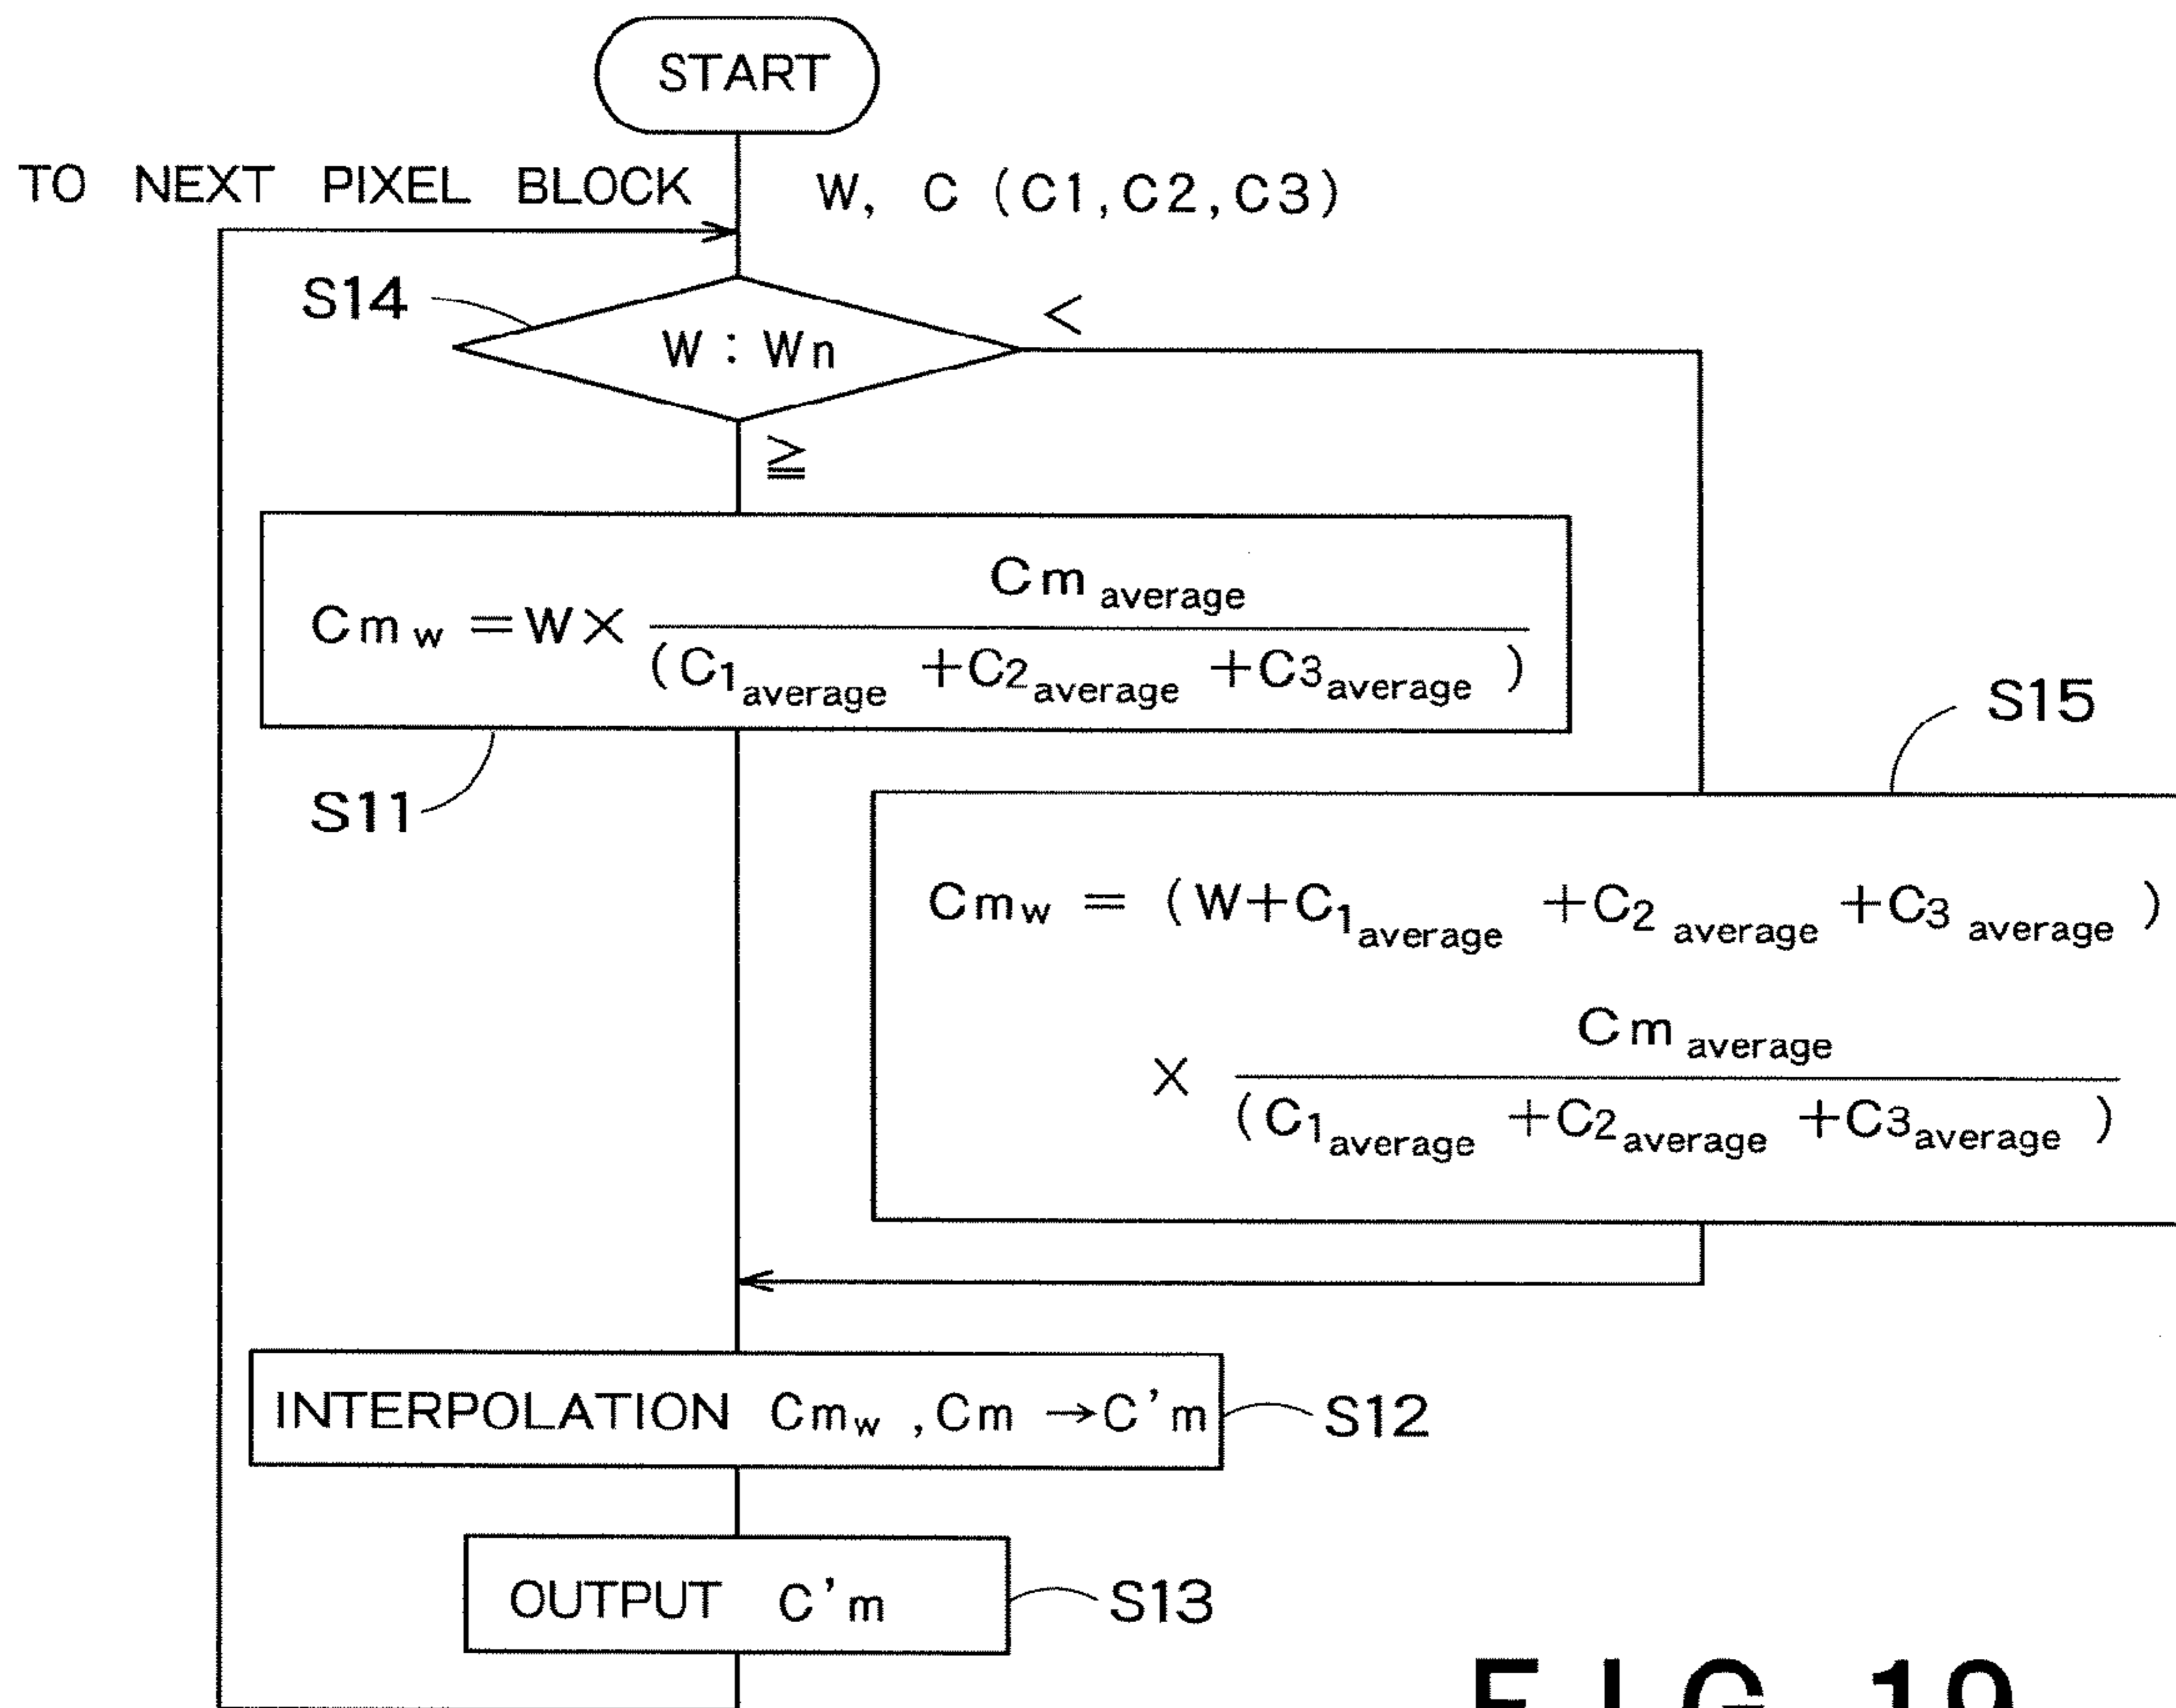 START
TO NEXT PIXEL BLOCK
W, C (C1,C2,C3)
S14
W : Wn
<
≧
Cm w =W× Cm average / (C1average +C2average +C3average )
S11
S15
Cmw = (W+C1average +C2 average +C3 average )
× Cm average / (C1average +C2average +C3average )
INTERPOLATION Cmw ,Cm →C'm
S12
OUTPUT C'm
S13